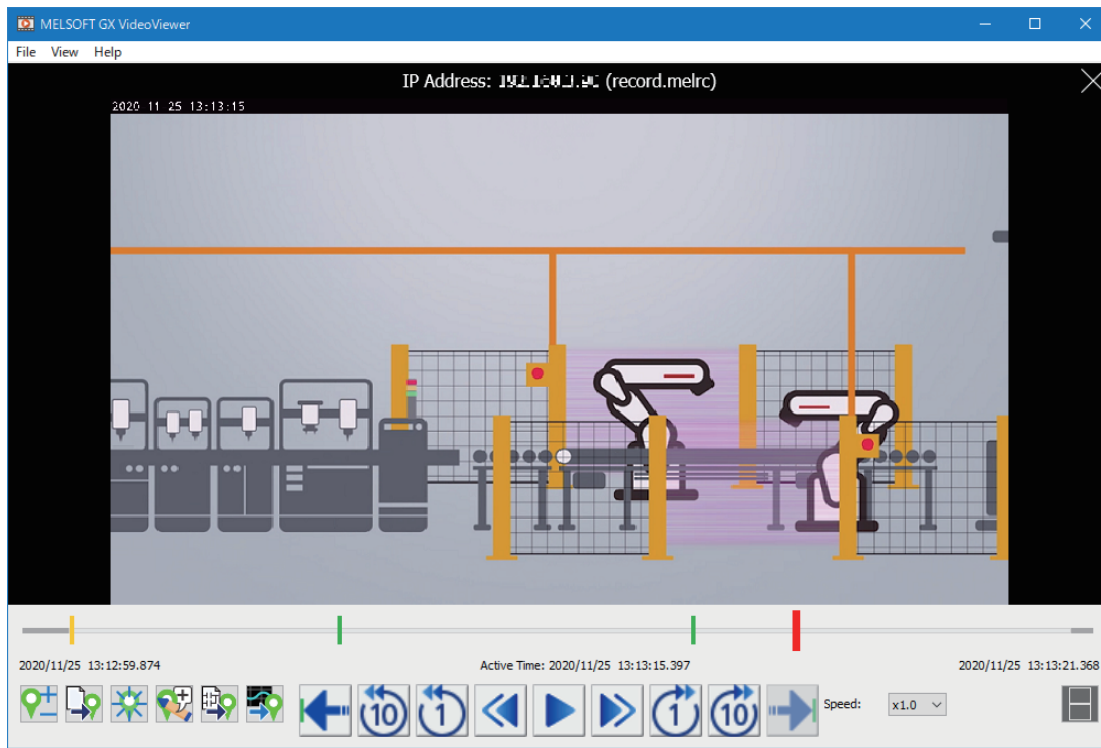 MELSOFT GX VideoViewer
File View Help
IP Address: (record.melrc)
2020 11 25 13:13:15
2020/11/25 13:12:59.874
Active Time: 2020/11/25 13:13:15.397
2020/11/25 13:13:21.368
10 1 1 10
Speed: x1.0